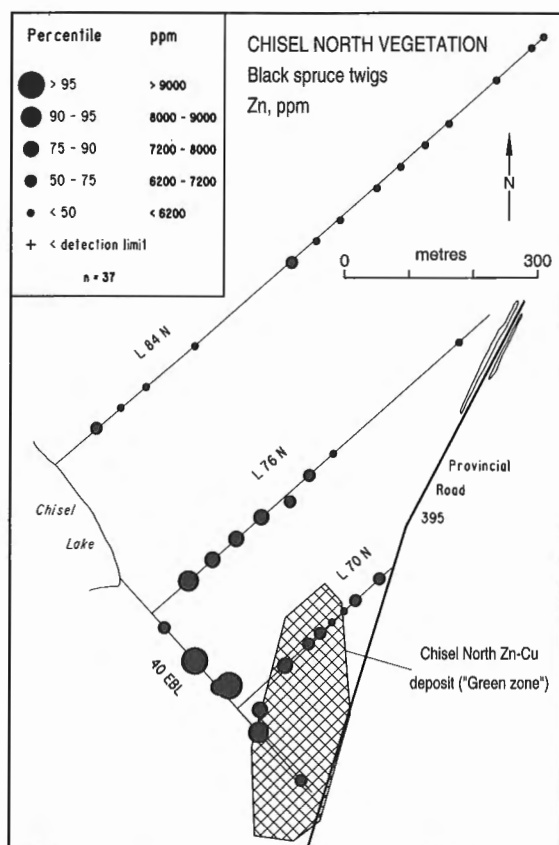 Percentile ppm
> 95 > 9000
90 - 95 8000 - 9000
75 - 90 7200 - 8000
50 - 75 6200 - 7200
< 50 < 6200
+ < detection limit
n = 37
CHISEL NORTH VEGETATION
Black spruce twigs
Zn, ppm
N
metres
0 300
L 84 N
L 76 N
Chisel
Lake
Provincial
Road
395
L 70 N
40 EBL
Chisel North Zn-Cu
deposit ("Green zone")